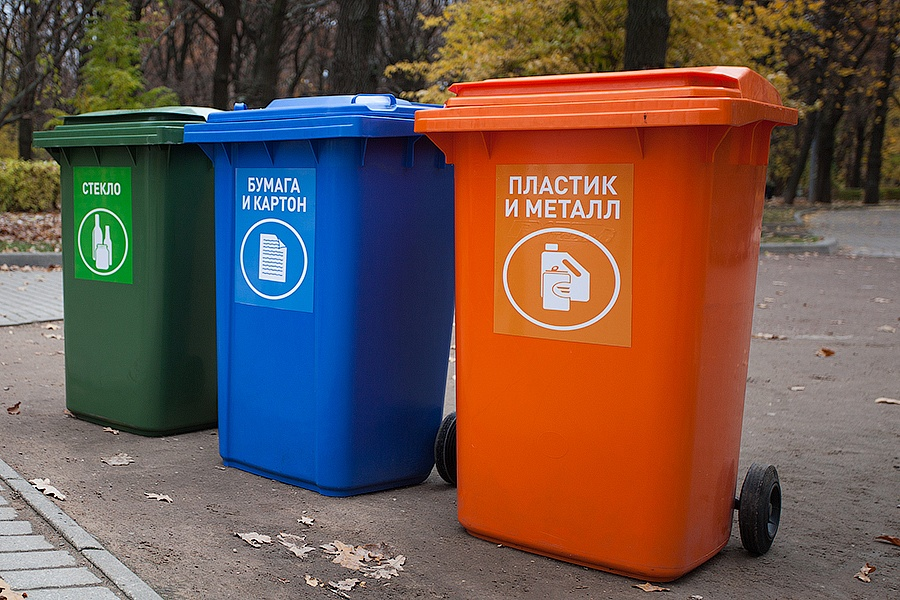 СТЕКЛО
БУМАГА
И КАРТОН
ПЛАСТИК
И МЕТАЛЛ